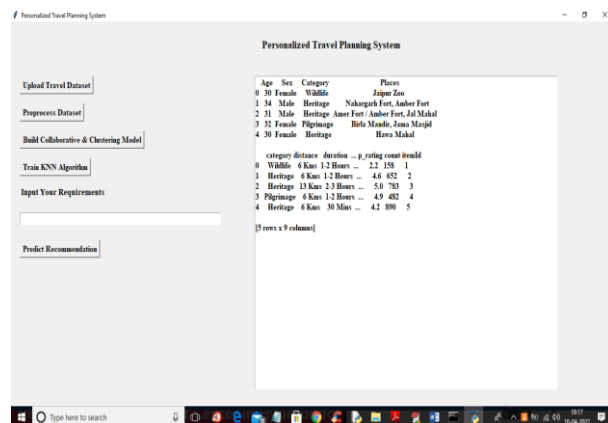 Personalized Travel Planning System
Personalized Travel Planning System
Upload Travel Dataset
Preprocess Dataset
Build Collaborative & Clustering Model
Train KNN Algorithm
Input Your Requirements
Predict Recommendation
Age Sex Category Places
0 30 Female Wildlife Jaipur Zoo
1 34 Male Heritage Nahargarh Fort, Amber Fort
2 31 Male Heritage Amer Fort / Amber Fort, Jal Mahal
3 32 Female Pilgrimage Birla Mandir, Jama Masjid
4 30 Female Heritage Hawa Mahal
category distance duration ... p_rating count itemId
0 Wildlife 6 Kms 1-2 Hours ... 2.2 158 1
1 Heritage 6 Kms 1-2 Hours ... 4.6 652 2
2 Heritage 13 Kms 2-3 Hours ... 5.0 783 3
3 Pilgrimage 6 Kms 1-2 Hours ... 4.9 482 4
4 Heritage 6 Kms 30 Mins ... 4.2 890 5
[5 rows x 9 columns]
Type here to search
18:17
10-04-2022